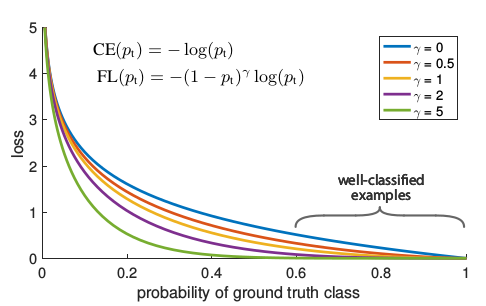 CE(pₜ) = − log(pₜ)
FL(pₜ) = −(1 − pₜ)^γ log(pₜ)
γ = 0
γ = 0.5
γ = 1
γ = 2
γ = 5
5
4
3
2
1
0
loss
well-classified
examples
0 0.2 0.4 0.6 0.8 1
probability of ground truth class